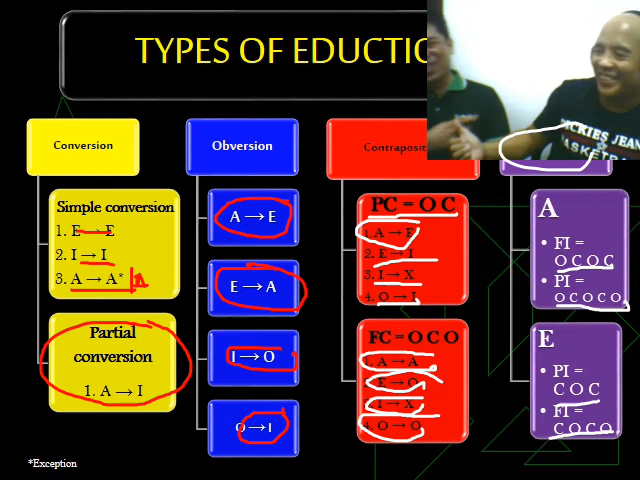 TYPES OF EDUCTIO
Conversion
Simple conversion
1. E → E
2. I → I
3. A → A*
Partial
conversion
1. A → I
Obversion
A → E
E → A
I → O
O → I
Contraposit
PC = O C
1. A → E
2. E → I
3. I → X
4. O → I
FC = O C O
1. A → A
2. E → O
3. I → X
4. O → O
A
• FI =
O C O C
• PI =
O C O C O
E
• PI =
C O C
• FI =
C O C O
DICKIES JEANS
BASKETBA
*Exception